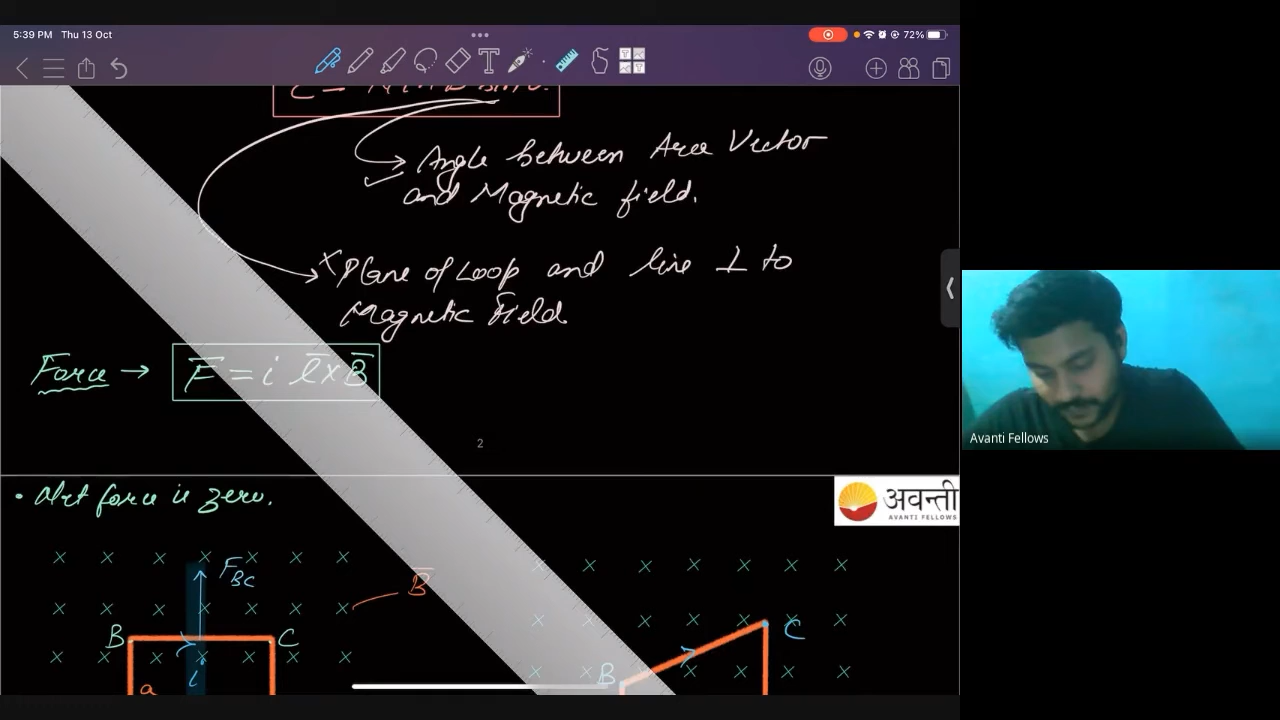 5:39 PM Thu 13 Oct
72%
Angle between Area Vector
and Magnetic field.
Plane of Loop and line ⊥ to
Magnetic Field.
Force → F̅ = i l̅ × B̅
2
• Net force is zero.
अवन्ती
AVANTI FELLOWS
F_BC
B̅
B
C
i
a
C
B
Avanti Fellows